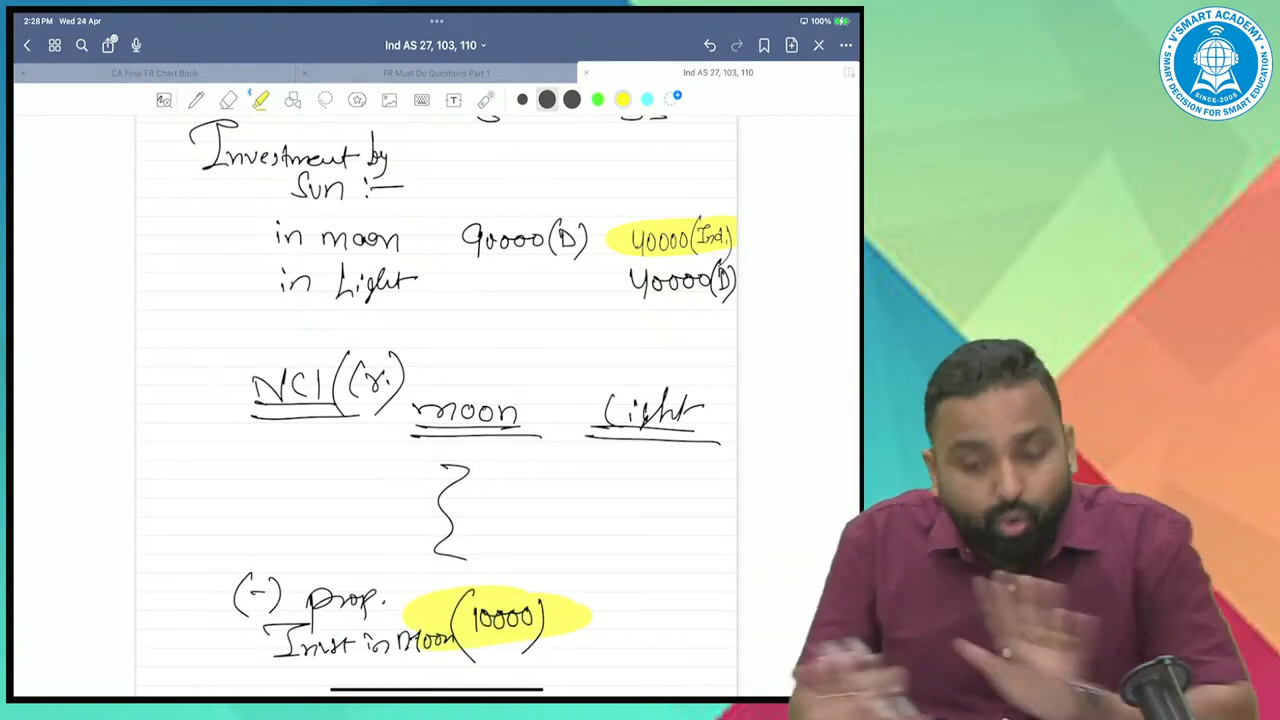 2:28 PM Wed 24 Apr
100%
Ind AS 27, 103, 110
CA Final FR Chart Book
FR Must Do Questions Part 1
Ind AS 27, 103, 110
V'SMART ACADEMY
SMART DECISION FOR SMART EDUCATION
SINCE-2005
Investment by
Sun :-
in moon 90000(D) 40000(Ind.)
in Light 40000(D)
NCI
moon Light
(-) prop.
Invst in moon (10000)